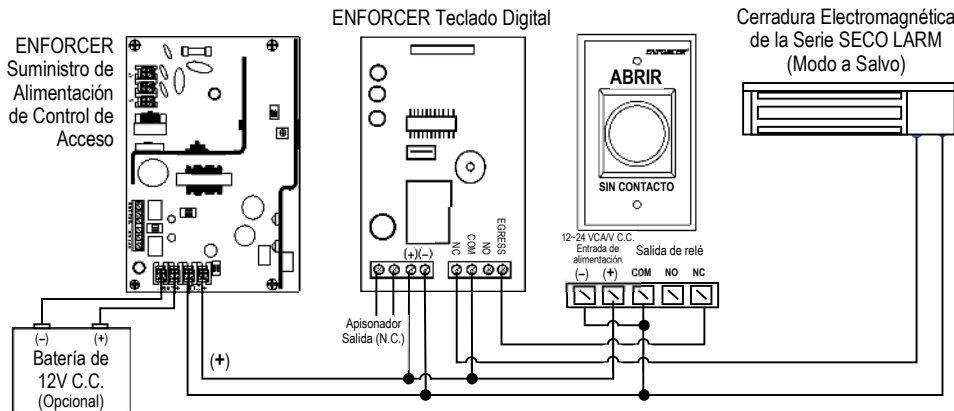 ENFORCER
Suministro de
Alimentación
de Control de
Acceso
ENFORCER Teclado Digital
ENFORCER
ABRIR
SIN CONTACTO
Cerradura Electromagnética
de la Serie SECO LARM
(Modo a Salvo)
(+)(−)
NC
COM
NO
EGRESS
Apisonador
Salida (N.C.)
12~24 VCA/V C.C.
Entrada de
alimentación
Salida de relé
(−)
(+)
COM
NO
NC
(−)
(+)
Batería de
12V C.C.
(Opcional)
(+)